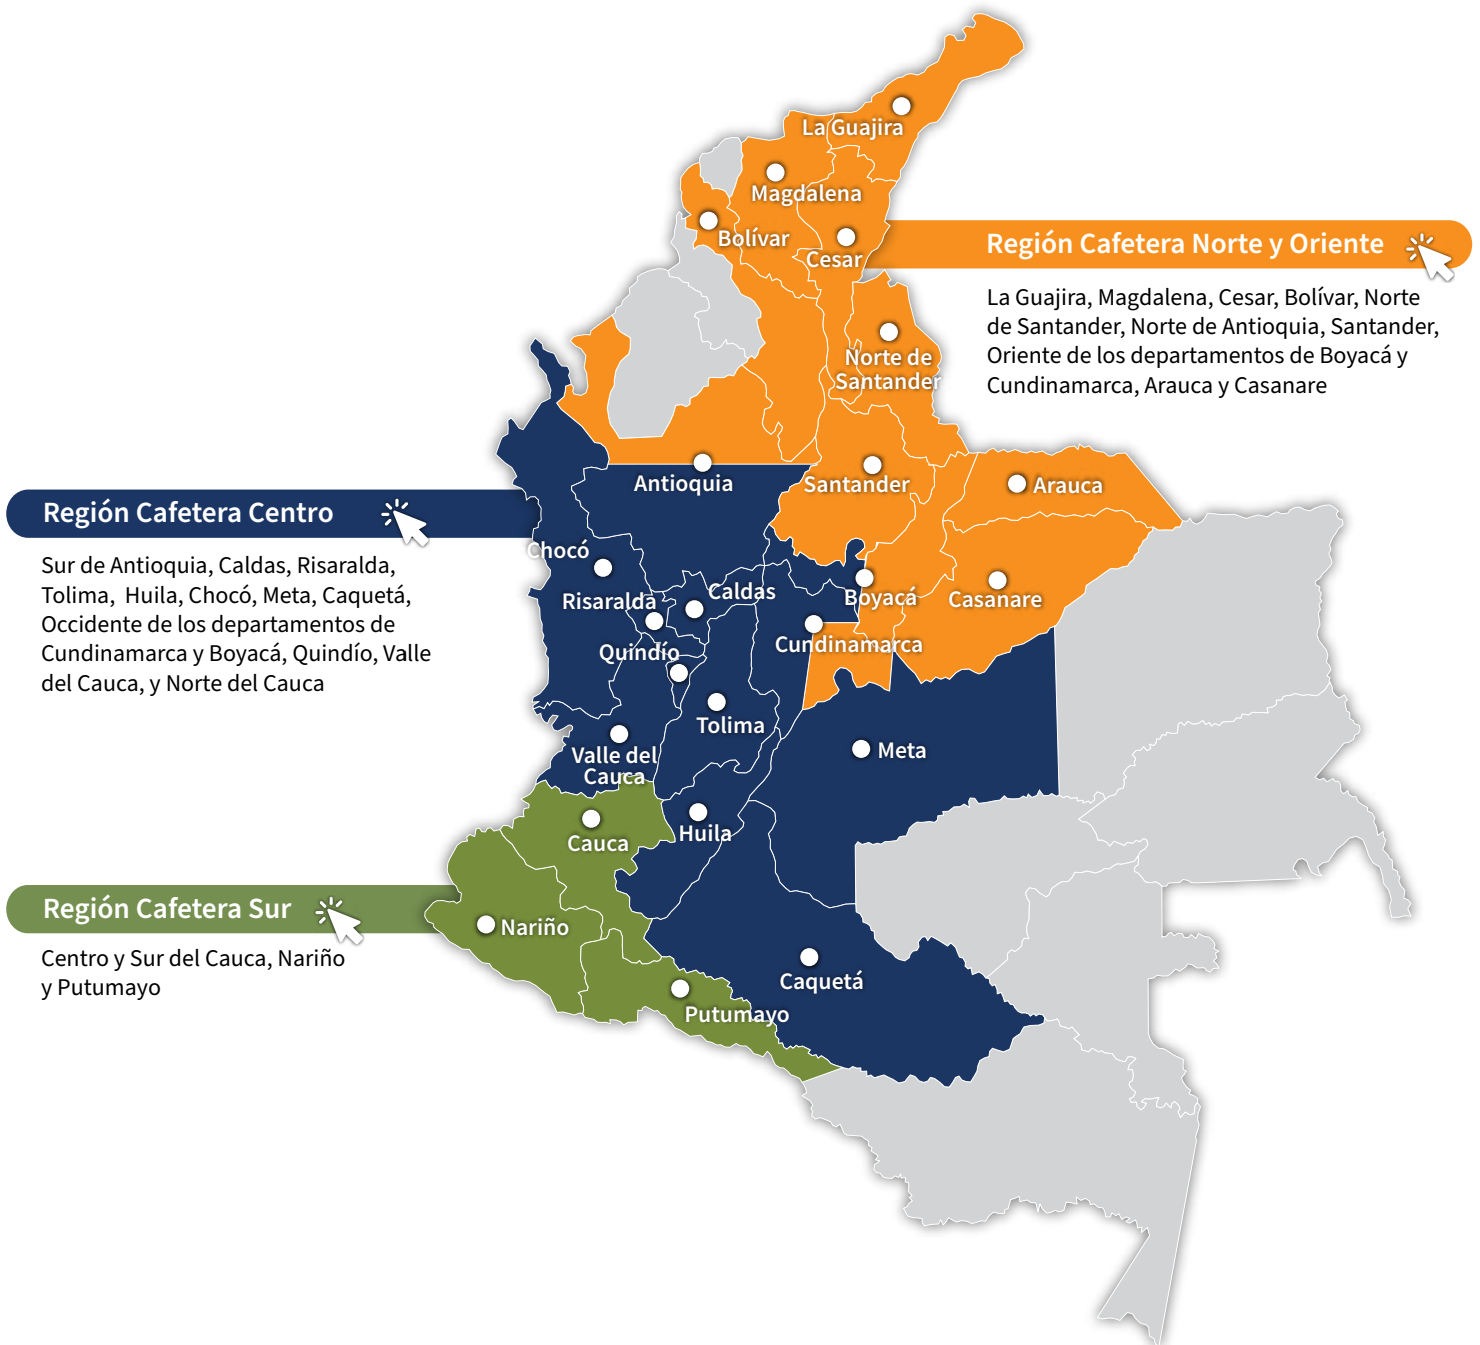 La Guajira
Magdalena
Bolívar
Cesar
Región Cafetera Norte y Oriente
La Guajira, Magdalena, Cesar, Bolívar, Norte
de Santander, Norte de Antioquia, Santander,
Oriente de los departamentos de Boyacá y
Cundinamarca, Arauca y Casanare
Norte de
Santander
Antioquia
Santander
Arauca
Región Cafetera Centro
Sur de Antioquia, Caldas, Risaralda,
Tolima, Huila, Chocó, Meta, Caquetá,
Occidente de los departamentos de
Cundinamarca y Boyacá, Quindío, Valle
del Cauca, y Norte del Cauca
Chocó
Risaralda
Caldas
Boyacá
Casanare
Quindío
Cundinamarca
Tolima
Valle del
Cauca
Meta
Cauca
Huila
Región Cafetera Sur
Centro y Sur del Cauca, Nariño
y Putumayo
Nariño
Caquetá
Putumayo